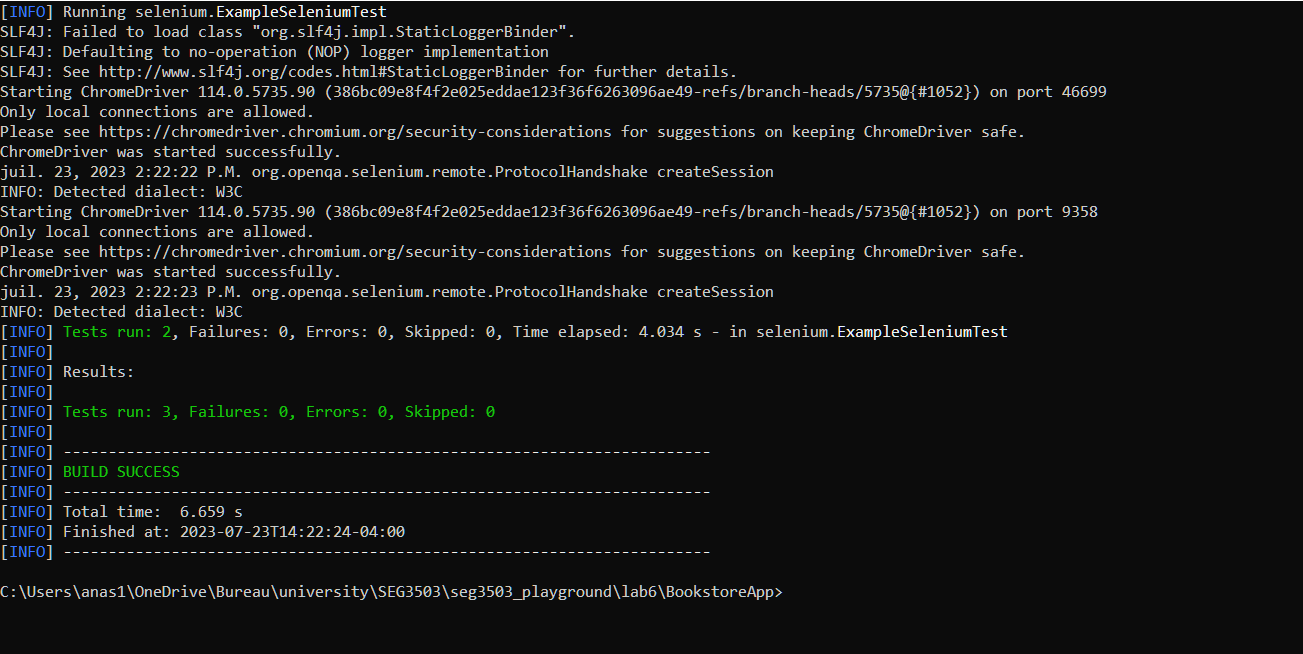 [INFO] Running selenium.ExampleSeleniumTest
SLF4J: Failed to load class "org.slf4j.impl.StaticLoggerBinder".
SLF4J: Defaulting to no-operation (NOP) logger implementation
SLF4J: See http://www.slf4j.org/codes.html#StaticLoggerBinder for further details.
Starting ChromeDriver 114.0.5735.90 (386bc09e8f4f2e025eddae123f36f6263096ae49-refs/branch-heads/5735@{#1052}) on port 46699
Only local connections are allowed.
Please see https://chromedriver.chromium.org/security-considerations for suggestions on keeping ChromeDriver safe.
ChromeDriver was started successfully.
juil. 23, 2023 2:22:22 P.M. org.openqa.selenium.remote.ProtocolHandshake createSession
INFO: Detected dialect: W3C
Starting ChromeDriver 114.0.5735.90 (386bc09e8f4f2e025eddae123f36f6263096ae49-refs/branch-heads/5735@{#1052}) on port 9358
Only local connections are allowed.
Please see https://chromedriver.chromium.org/security-considerations for suggestions on keeping ChromeDriver safe.
ChromeDriver was started successfully.
juil. 23, 2023 2:22:23 P.M. org.openqa.selenium.remote.ProtocolHandshake createSession
INFO: Detected dialect: W3C
[INFO] Tests run: 2, Failures: 0, Errors: 0, Skipped: 0, Time elapsed: 4.034 s - in selenium.ExampleSeleniumTest
[INFO]
[INFO] Results:
[INFO]
[INFO] Tests run: 3, Failures: 0, Errors: 0, Skipped: 0
[INFO]
[INFO] ------------------------------------------------------------------------
[INFO] BUILD SUCCESS
[INFO] ------------------------------------------------------------------------
[INFO] Total time:  6.659 s
[INFO] Finished at: 2023-07-23T14:22:24-04:00
[INFO] ------------------------------------------------------------------------
C:\Users\anas1\OneDrive\Bureau\university\SEG3503\seg3503_playground\lab6\BookstoreApp>